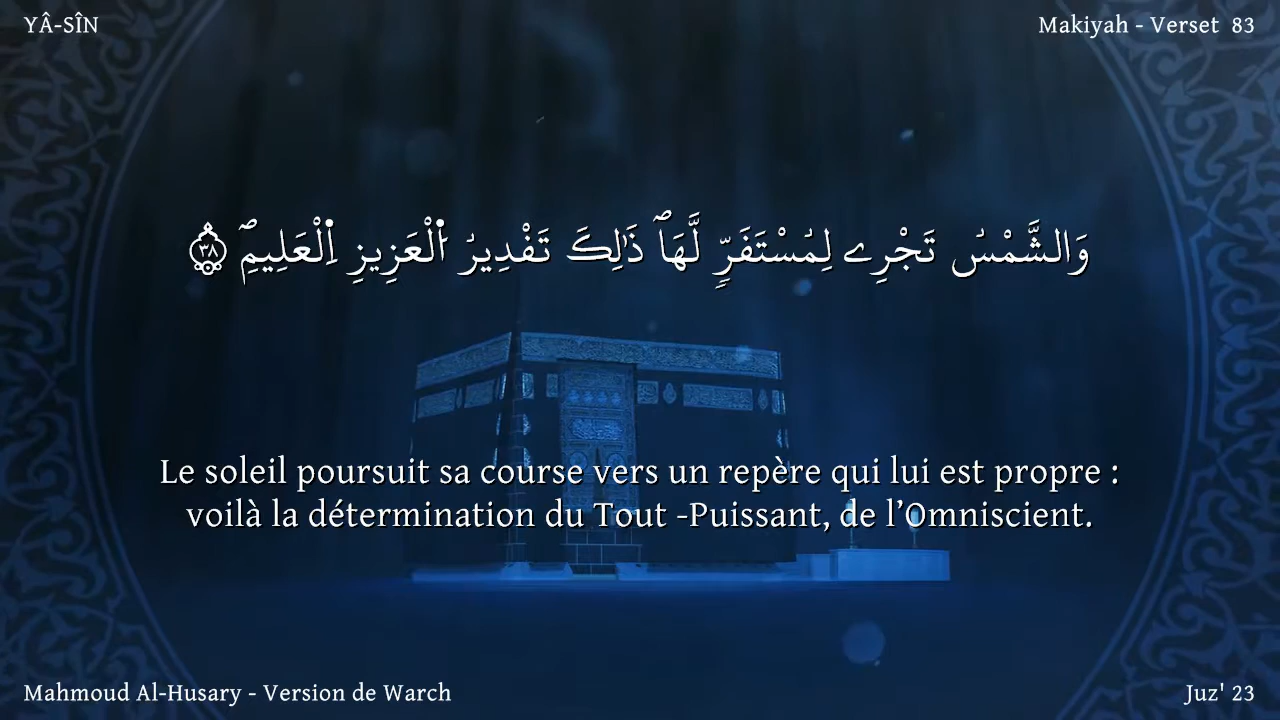 YÂ-SÎN
Makiyah - Verset 83
وَالشَّمْسُ تَجْرِے لِمُسْتَقَرّٖ لَّهَاۖ ذَٰلِكَ تَقْدِيرُ اُ۬لْعَزِيزِ اِ۬لْعَلِيمِۖ ٣٨
Le soleil poursuit sa course vers un repère qui lui est propre :
voilà la détermination du Tout -Puissant, de l’Omniscient.
Mahmoud Al-Husary - Version de Warch
Juz' 23